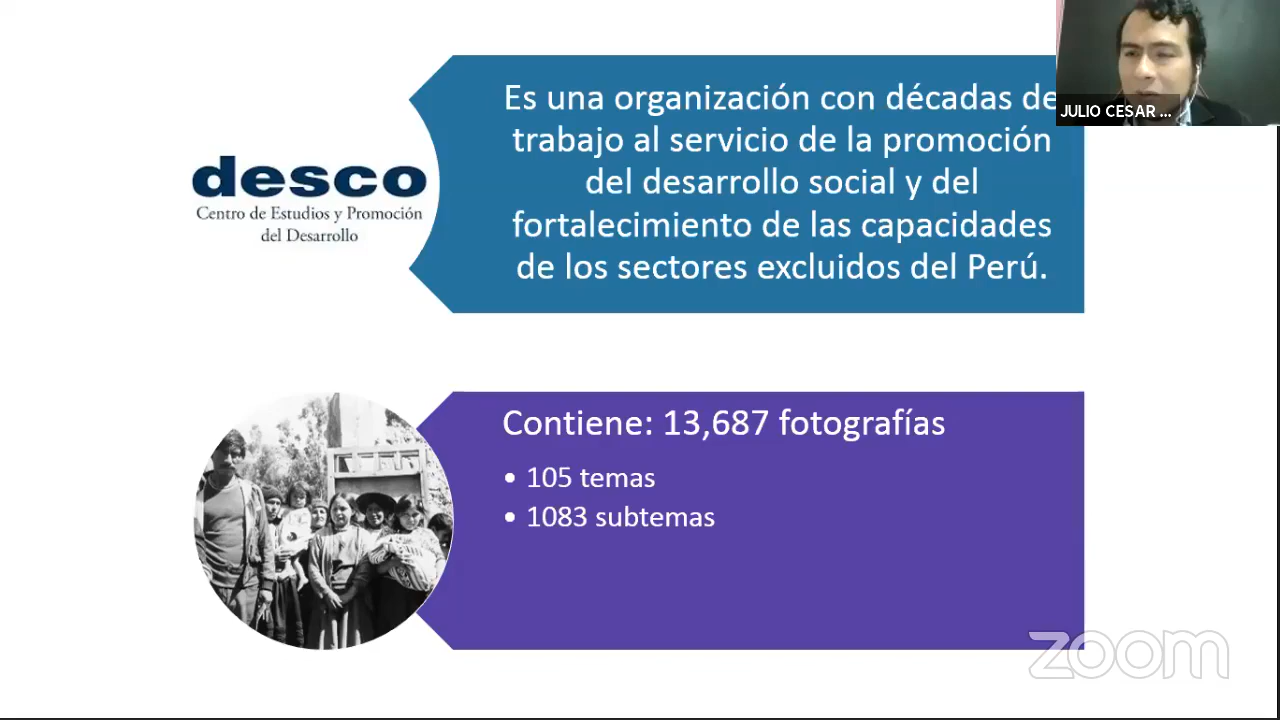 Es una organización con décadas de
trabajo al servicio de la promoción
del desarrollo social y del
fortalecimiento de las capacidades
de los sectores excluidos del Perú.
JULIO CESAR ...
desco
Centro de Estudios y Promoción
del Desarrollo
Contiene: 13,687 fotografías
• 105 temas
• 1083 subtemas
zoom